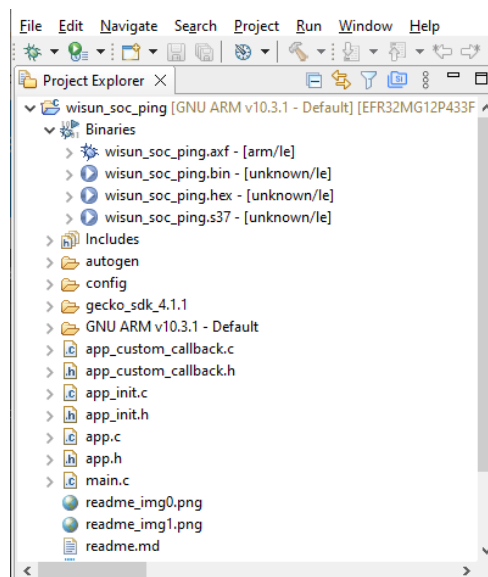 File Edit Navigate Search Project Run Window Help
Project Explorer
wisun_soc_ping [GNU ARM v10.3.1 - Default] [EFR32MG12P433F
Binaries
wisun_soc_ping.axf - [arm/le]
wisun_soc_ping.bin - [unknown/le]
wisun_soc_ping.hex - [unknown/le]
wisun_soc_ping.s37 - [unknown/le]
Includes
autogen
config
gecko_sdk_4.1.1
GNU ARM v10.3.1 - Default
app_custom_callback.c
app_custom_callback.h
app_init.c
app_init.h
app.c
app.h
main.c
readme_img0.png
readme_img1.png
readme.md